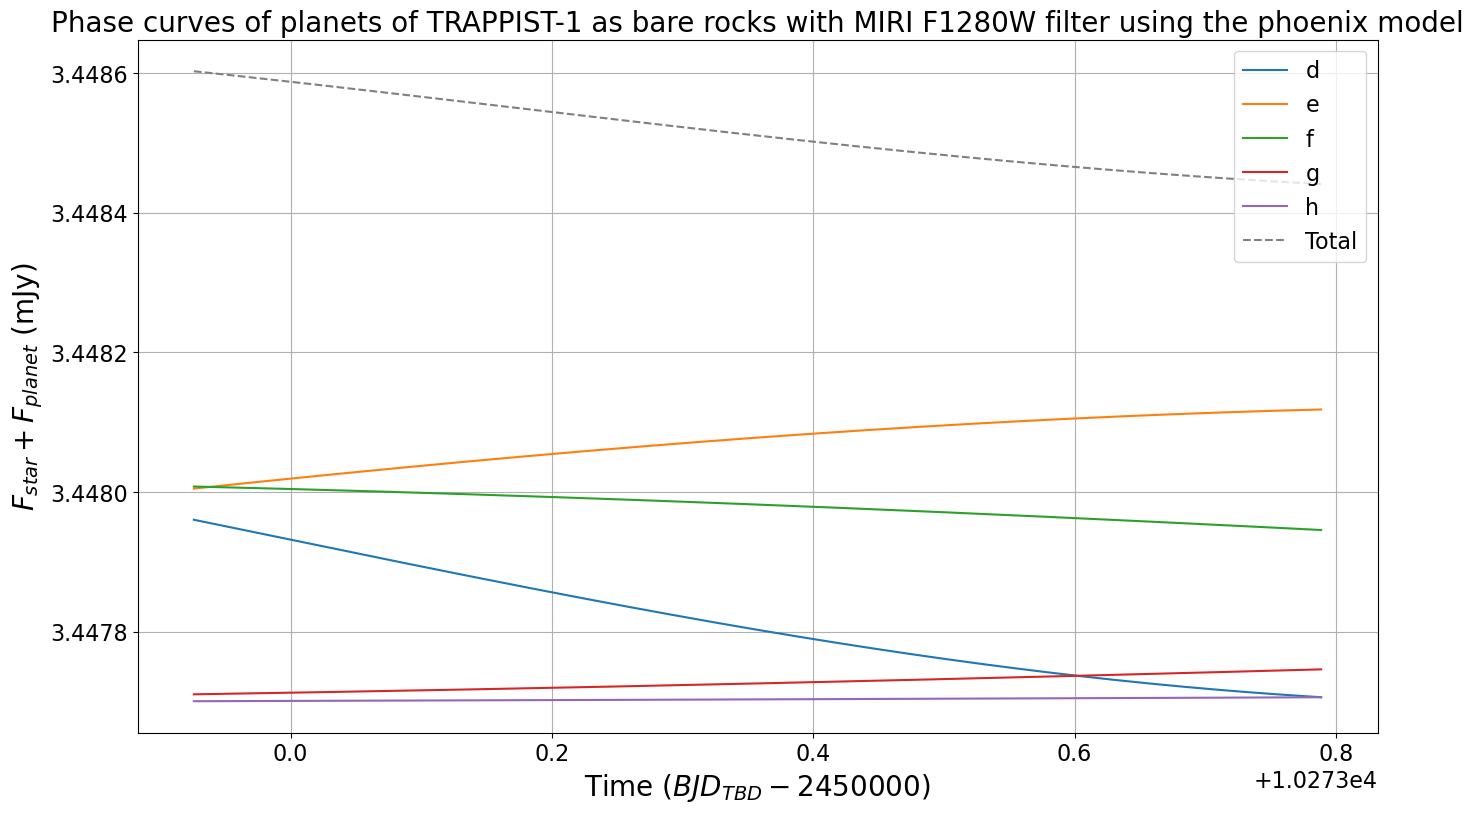 Phase curves of planets of TRAPPIST-1 as bare rocks with MIRI F1280W filter using the phoenix model
3.4486
3.4484
3.4482
3.4480
3.4478
F_star + F_planet (mJy)
d
e
f
g
h
Total
0.0 0.2 0.4 0.6 0.8
+1.0273e4
Time (BJD_TBD − 2450000)